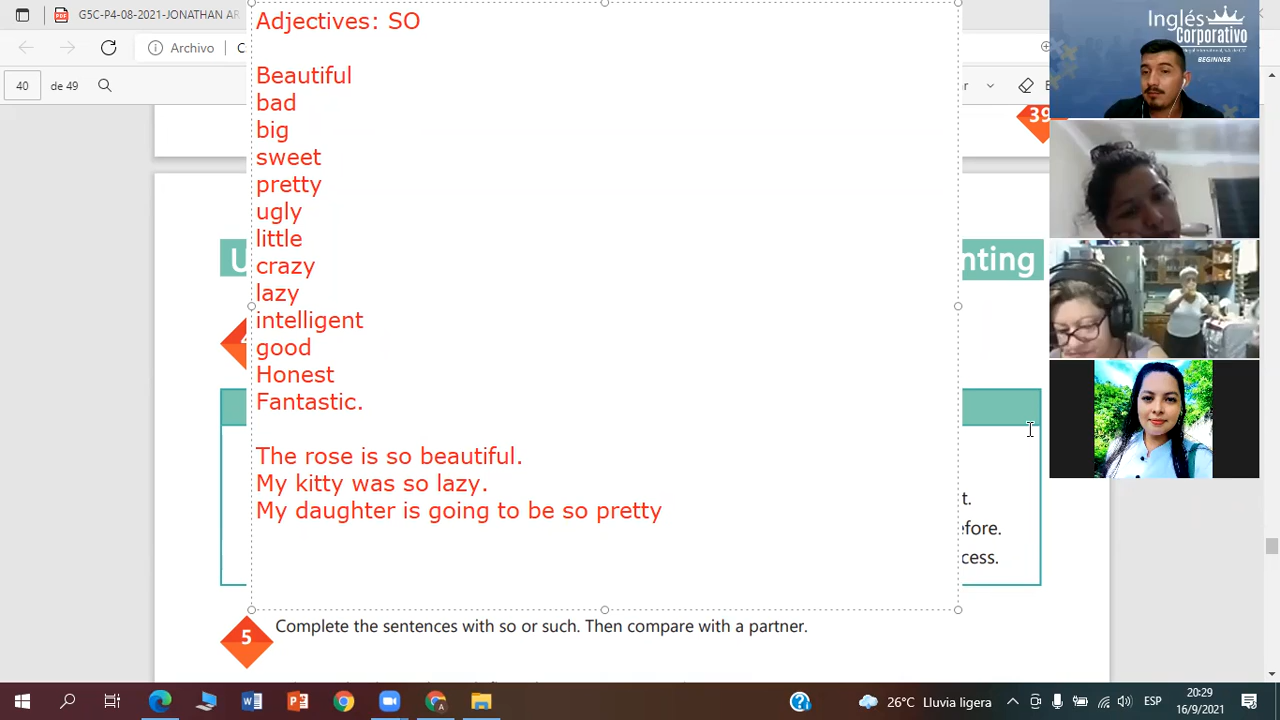 G5C-P4-08-2021-JONATHAN AR
Archivo
40
de 49
Adjectives: SO
Beautiful
bad
big
sweet
pretty
ugly
little
crazy
lazy
intelligent
good
Honest
Fantastic.
The rose is so beautiful.
My kitty was so lazy.
My daughter is going to be so pretty
39
nting
t.
efore.
cess.
5
Complete the sentences with so or such. Then compare with a partner.
Inglés
Corporativo
BEGINNER
26°C Lluvia ligera
ESP
20:29
16/9/2021